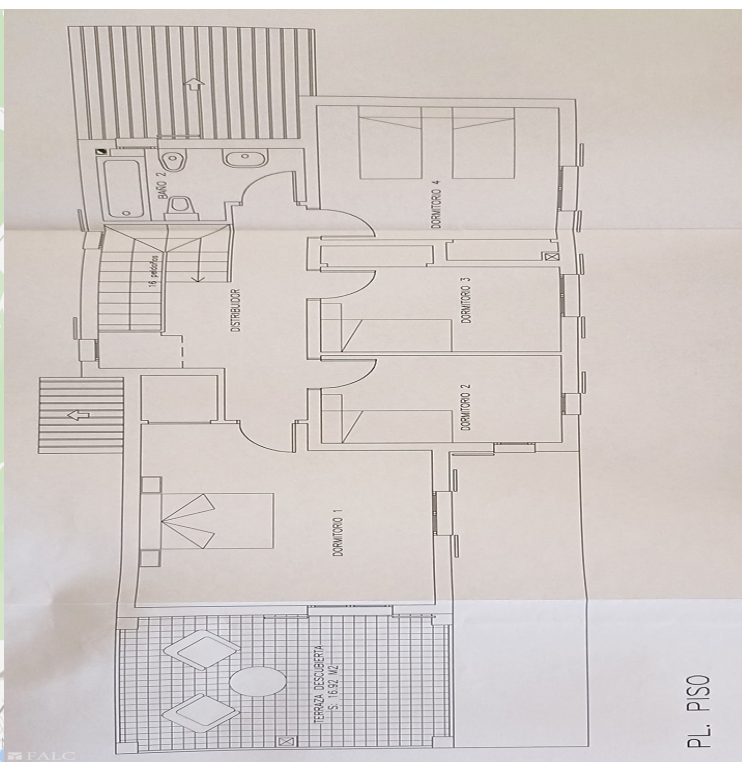 BAÑO 2
16 peldaños
DISTRIBUIDOR
DORMITORIO 4
DORMITORIO 3
DORMITORIO 2
DORMITORIO 1
TERRAZA DESCUBIERTA
S: 16.92 M2
PL. PISO
FALC